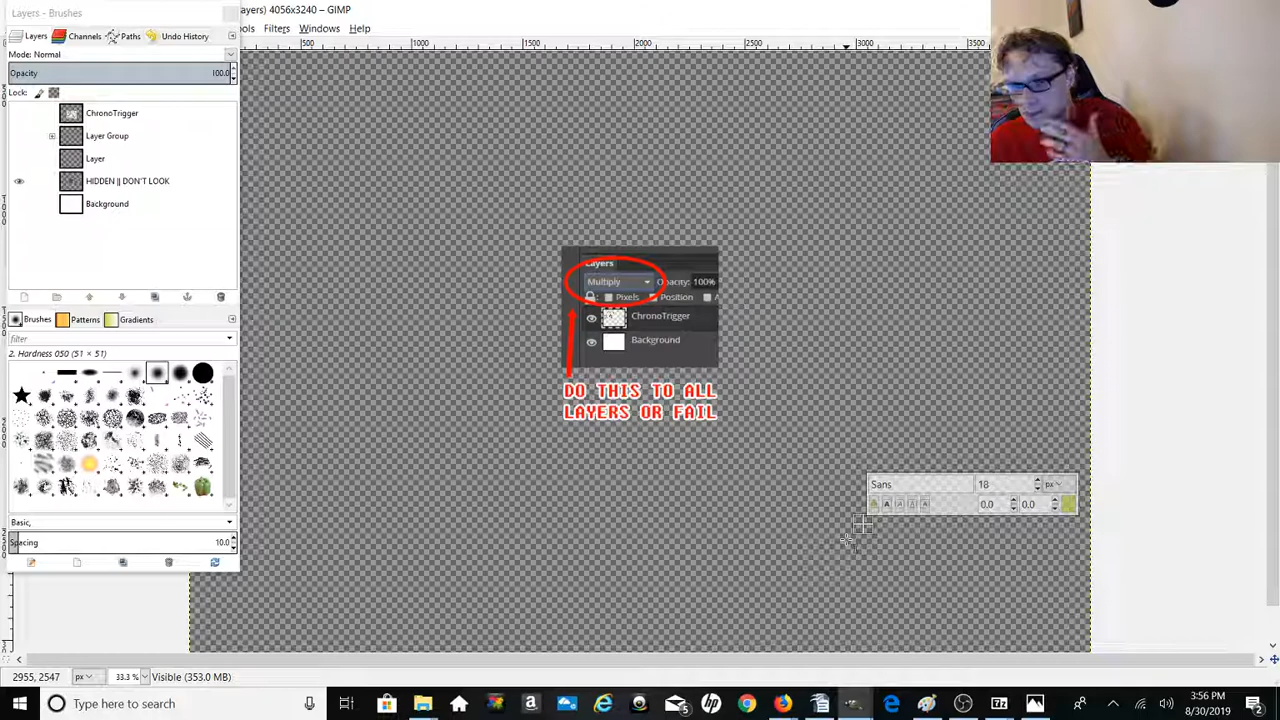 Layers - Brushes
ayers) 4056x3240 – GIMP
Layers Channels Paths Undo History
ols Filters Windows Help
Mode: Normal
500 1000 1500 2000 2500 3000 3500
Opacity 100.0
Lock:
ChronoTrigger
Layer Group
Layer
HIDDEN || DON'T LOOK
Background
Layers
Multiply Opacity: 100%
Pixels Position
ChronoTrigger
Background
DO THIS TO ALL
LAYERS OR FAIL
Brushes Patterns Gradients
filter
2. Hardness 050 (51 × 51)
Sans 18 px
0.0 0.0
Basic,
Spacing 10.0
2955, 2547 px 33.3 % Visible (353.0 MB)
Type here to search
3:56 PM
8/30/2019